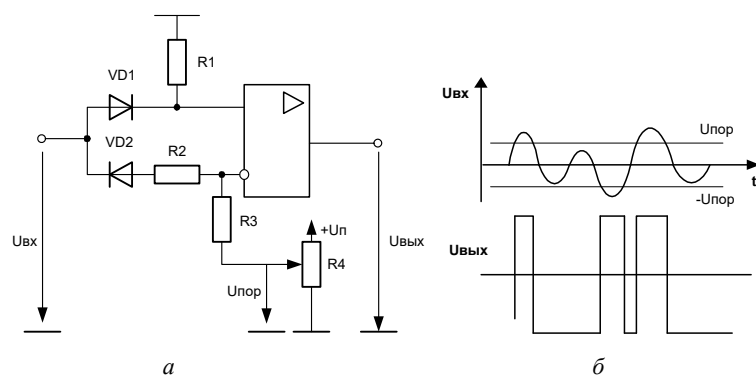 R1
VD1
VD2
R2
R3
+Uп
R4
Uвх
Uвых
Uпор
а
Uвх
Uпор
t
-Uпор
Uвых
б